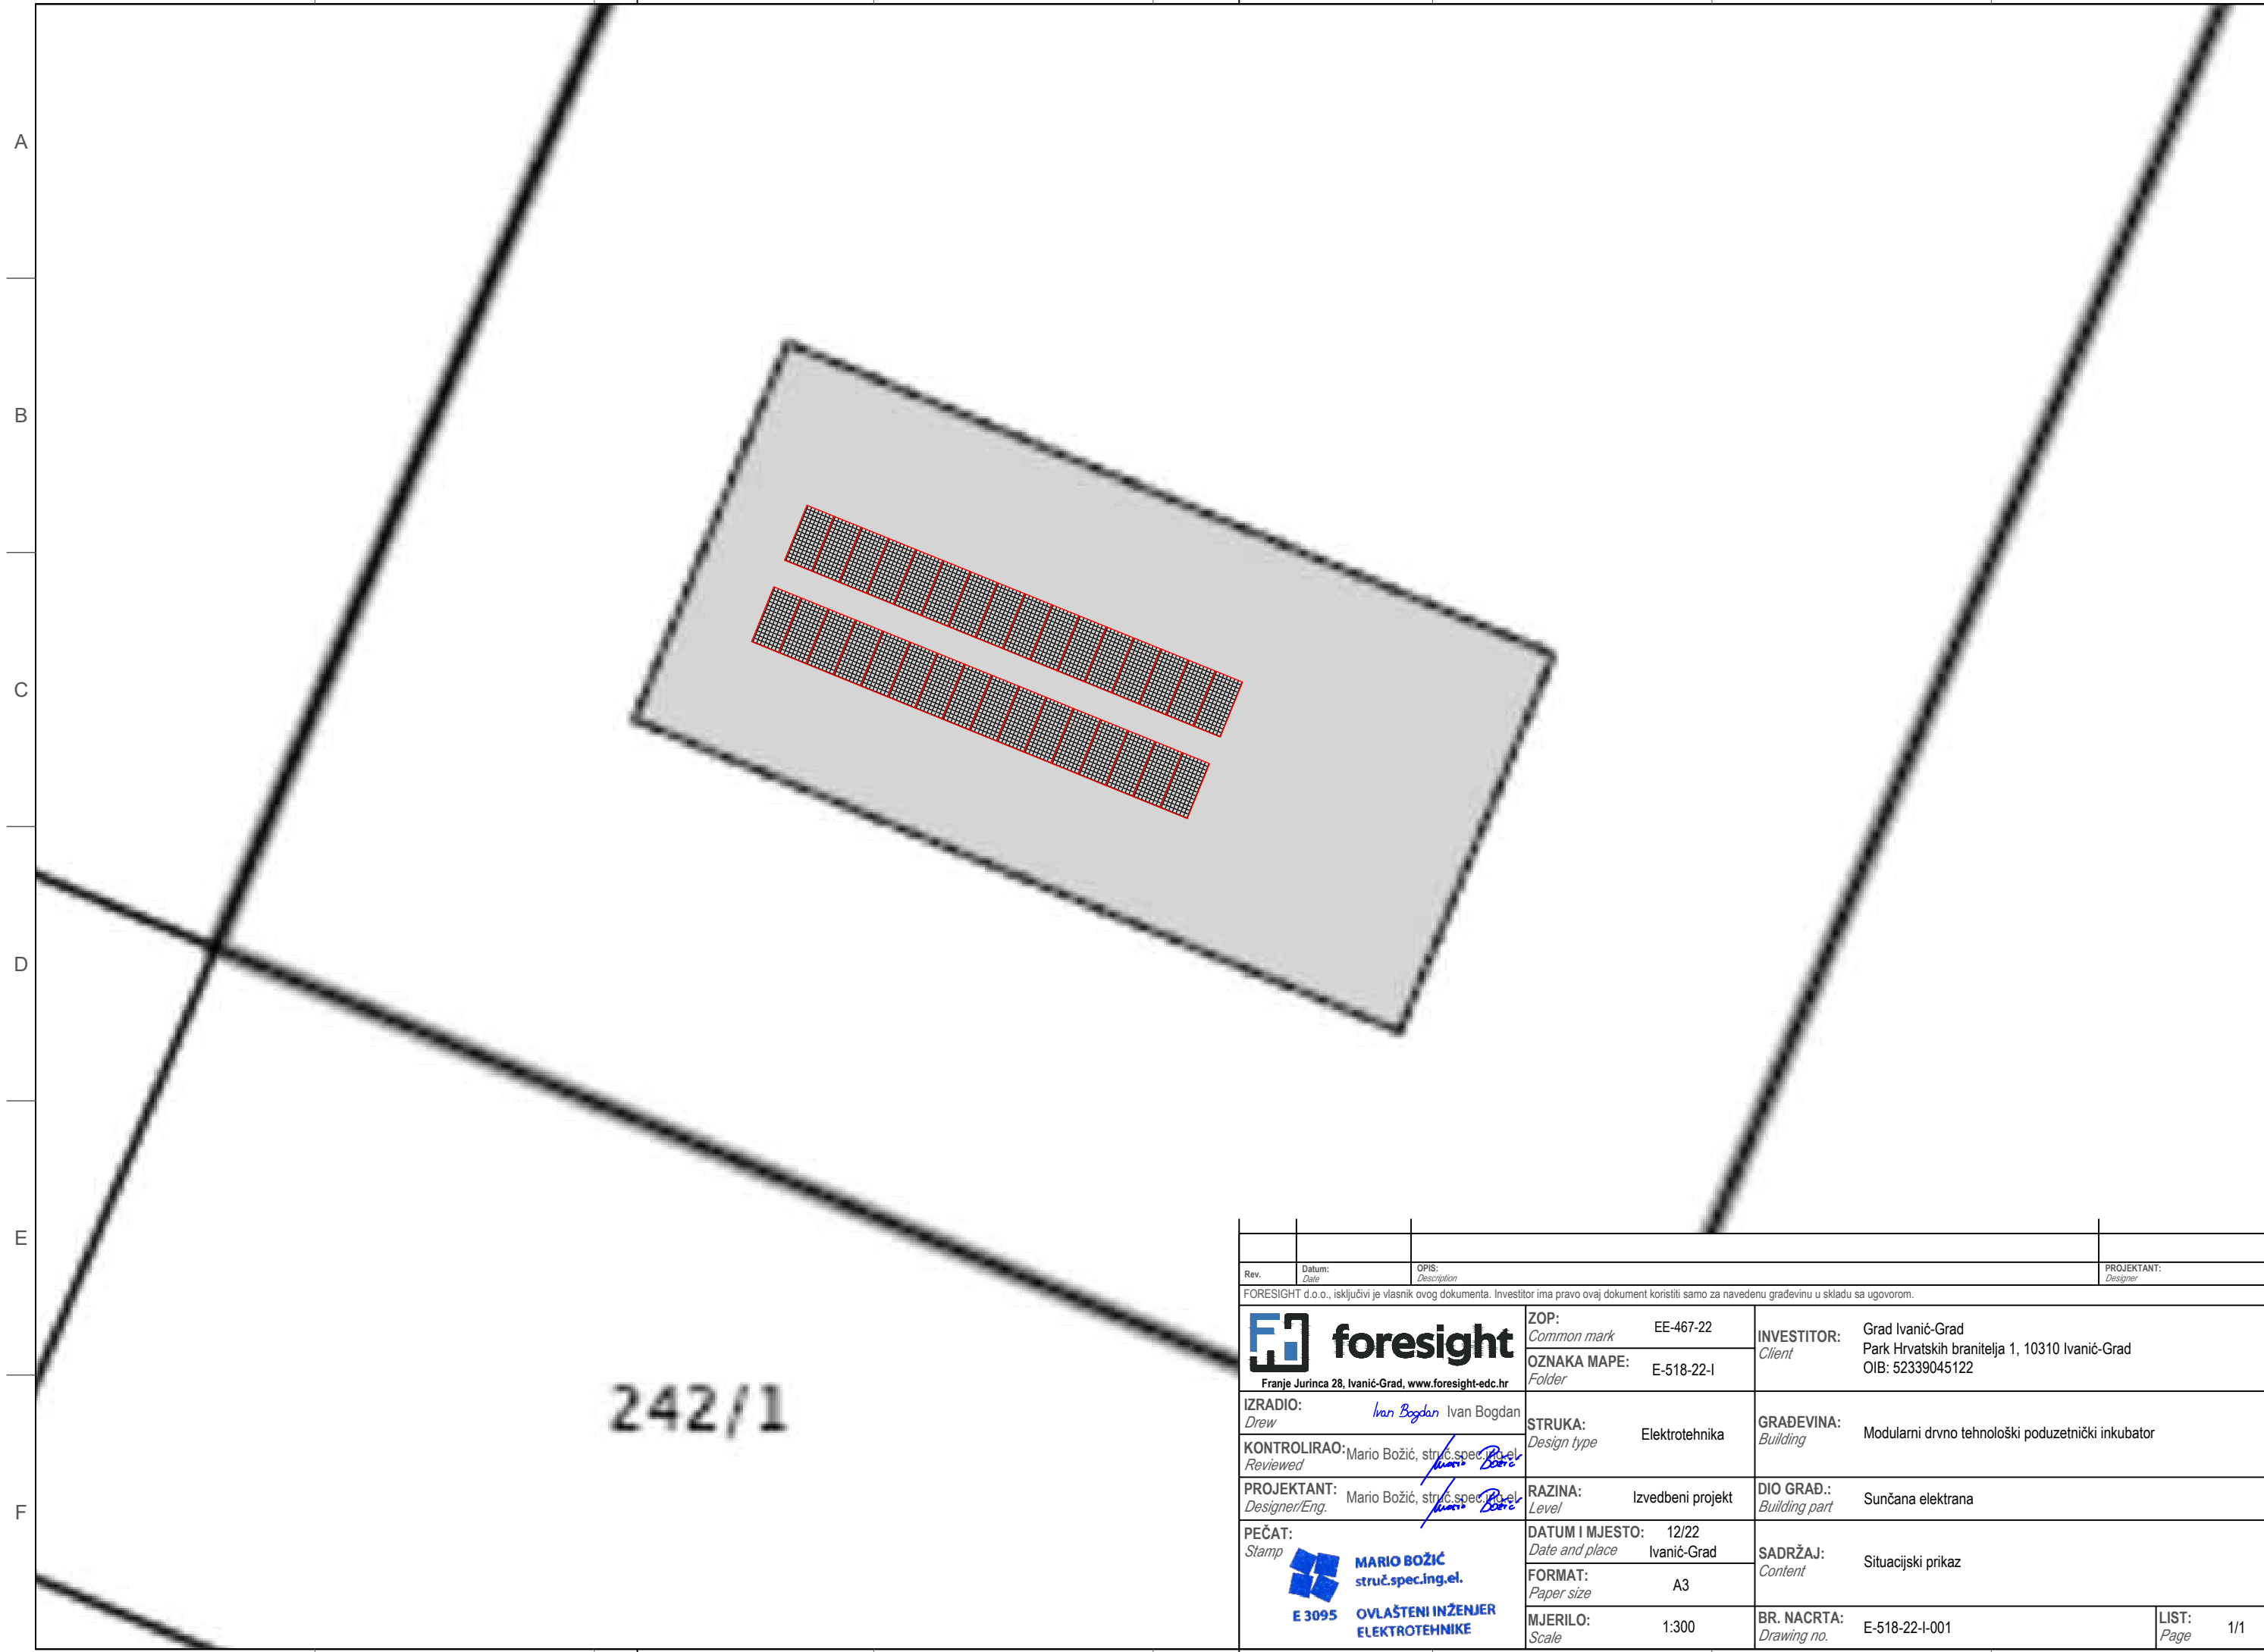 A
B
C
D
E
F
242/1
Rev.
Datum:
Date
OPIS:
Description
PROJEKTANT:
Designer
FORESIGHT d.o.o., isključivi je vlasnik ovog dokumenta. Investitor ima pravo ovaj dokument koristiti samo za navedenu građevinu u skladu sa ugovorom.
foresight
Franje Jurinca 28, Ivanić-Grad, www.foresight-edc.hr
ZOP:
Common mark
EE-467-22
OZNAKA MAPE:
Folder
E-518-22-I
INVESTITOR:
Client
Grad Ivanić-Grad
Park Hrvatskih branitelja 1, 10310 Ivanić-Grad
OIB: 52339045122
IZRADIO:
Drew
Ivan Bogdan Ivan Bogdan
KONTROLIRAO:
Reviewed
Mario Božić, struč.spec.ing.el.
Mario Božić
PROJEKTANT:
Designer/Eng.
Mario Božić, struč.spec.ing.el.
Mario Božić
STRUKA:
Design type
Elektrotehnika
GRAĐEVINA:
Building
Modularni drvno tehnološki poduzetnički inkubator
RAZINA:
Level
Izvedbeni projekt
DIO GRAĐ.:
Building part
Sunčana elektrana
PEČAT:
Stamp
MARIO BOŽIĆ
struč.spec.ing.el.
E 3095
OVLAŠTENI INŽENJER
ELEKTROTEHNIKE
DATUM I MJESTO:
Date and place
12/22
Ivanić-Grad
FORMAT:
Paper size
A3
MJERILO:
Scale
1:300
SADRŽAJ:
Content
Situacijski prikaz
BR. NACRTA:
Drawing no.
E-518-22-I-001
LIST:
Page
1/1